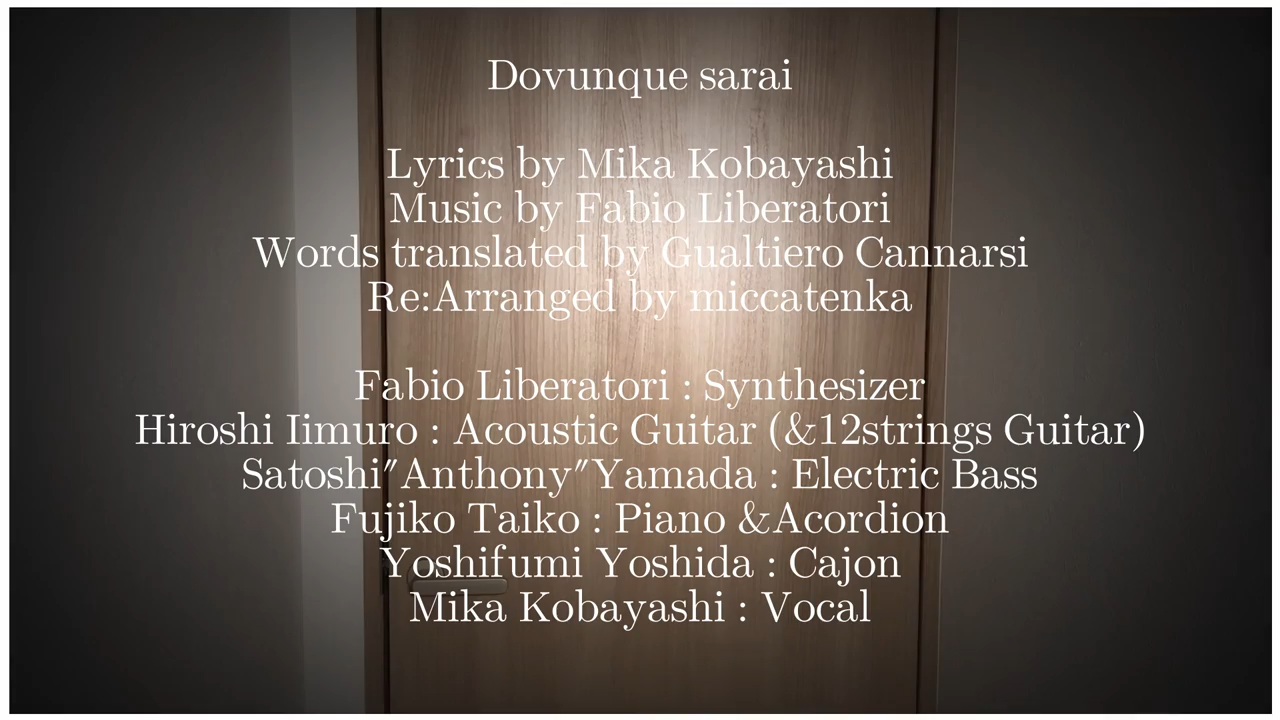 Dovunque sarai
Lyrics by Mika Kobayashi
Music by Fabio Liberatori
Words translated by Gualtiero Cannarsi
Re:Arranged by miccatenka
Fabio Liberatori : Synthesizer
Hiroshi Iimuro : Acoustic Guitar (&12strings Guitar)
Satoshi″Anthony″Yamada : Electric Bass
Fujiko Taiko : Piano &Acordion
Yoshifumi Yoshida : Cajon
Mika Kobayashi : Vocal